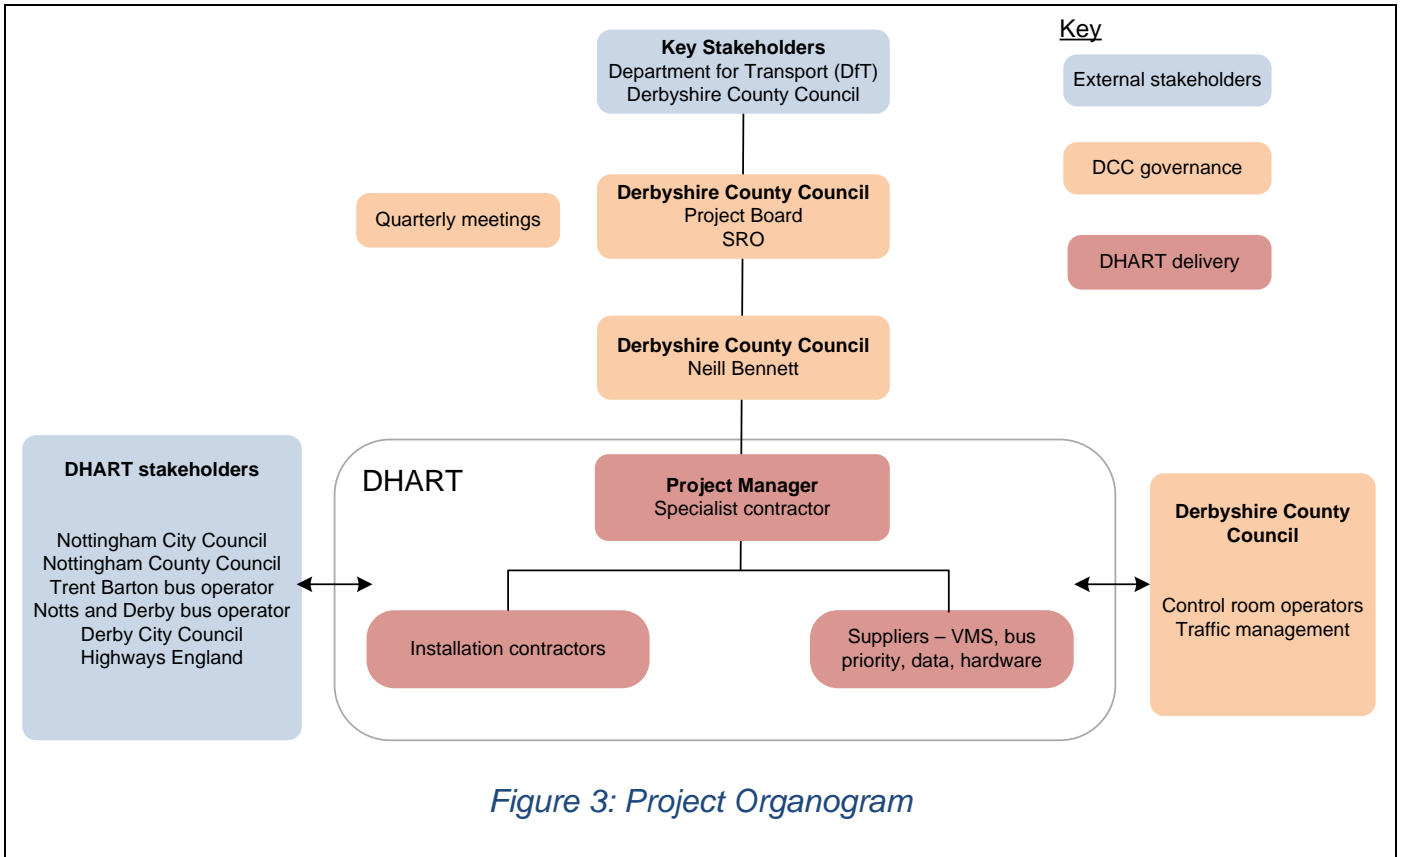 Key Stakeholders
Department for Transport (DfT)
Derbyshire County Council
Key
External stakeholders
DCC governance
DHART delivery
Quarterly meetings
Derbyshire County Council
Project Board
SRO
Derbyshire County Council
Neill Bennett
DHART stakeholders
Nottingham City Council
Nottingham County Council
Trent Barton bus operator
Notts and Derby bus operator
Derby City Council
Highways England
DHART
Project Manager
Specialist contractor
Installation contractors
Suppliers – VMS, bus
priority, data, hardware
Derbyshire County
Council
Control room operators
Traffic management
Figure 3: Project Organogram